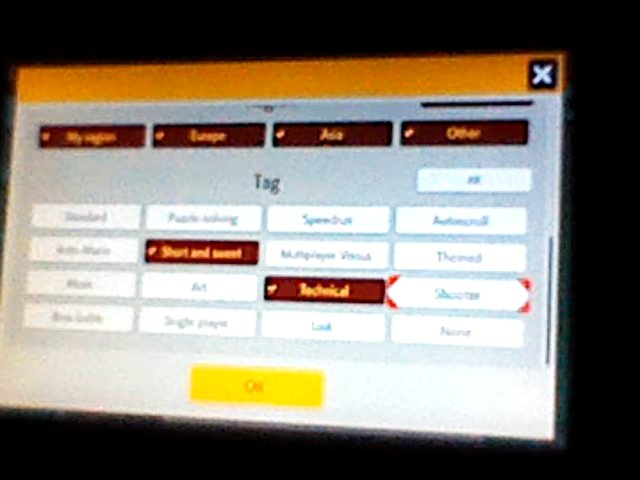 My region Europe Asia Other
Tag All
Standard Puzzle-solving Speedrun Autoscroll
Auto-Mario Short and sweet Multiplayer Versus Themed
Music Art Technical Shooter
Boss battle Single player Link None
OK